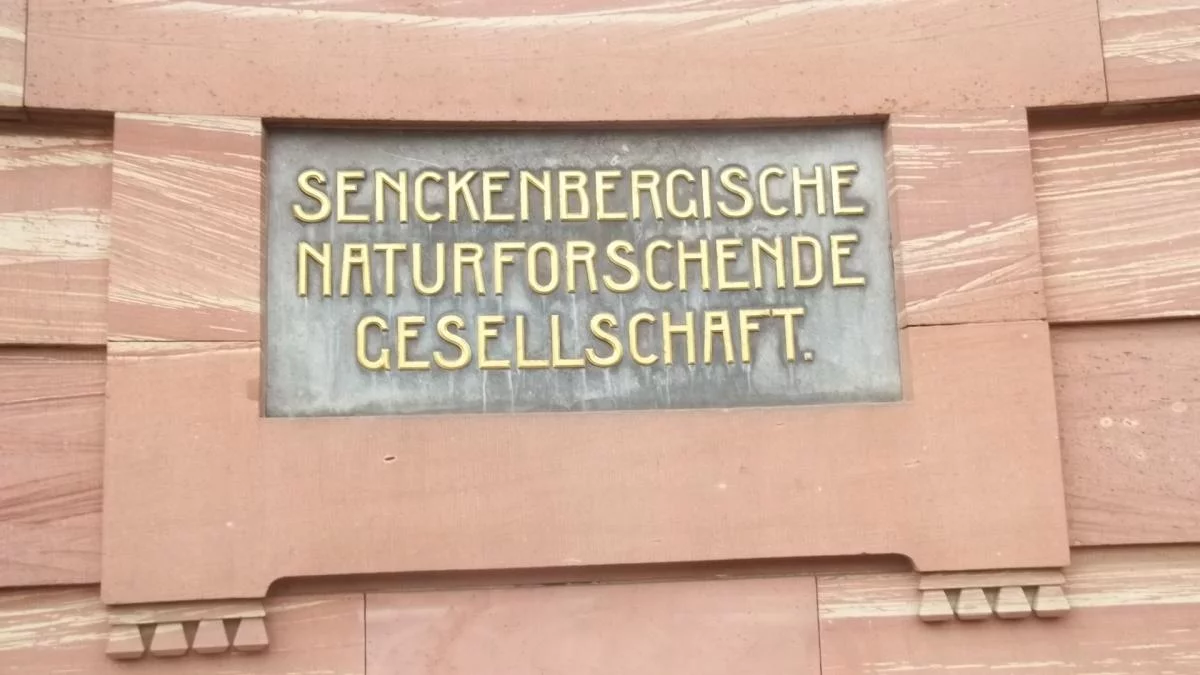 SENCKENBERGISCHE
NATURFORSCHENDE
GESELLSCHAFT.